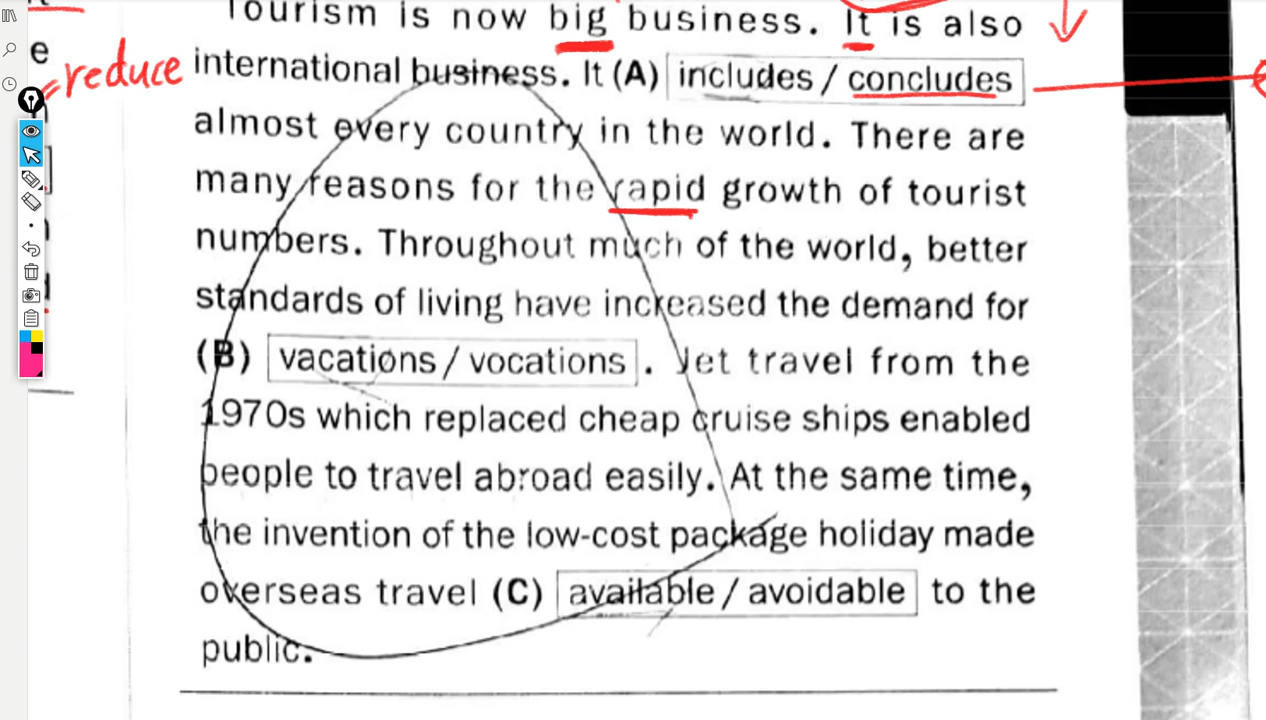 Tourism is now big business. It is also
e
reduce
international business. It (A) includes / concludes
almost every country in the world. There are
many reasons for the rapid growth of tourist
numbers. Throughout much of the world, better
standards of living have increased the demand for
(B) vacations / vocations . Jet travel from the
1970s which replaced cheap cruise ships enabled
people to travel abroad easily. At the same time,
the invention of the low-cost package holiday made
overseas travel (C) available / avoidable to the
public.